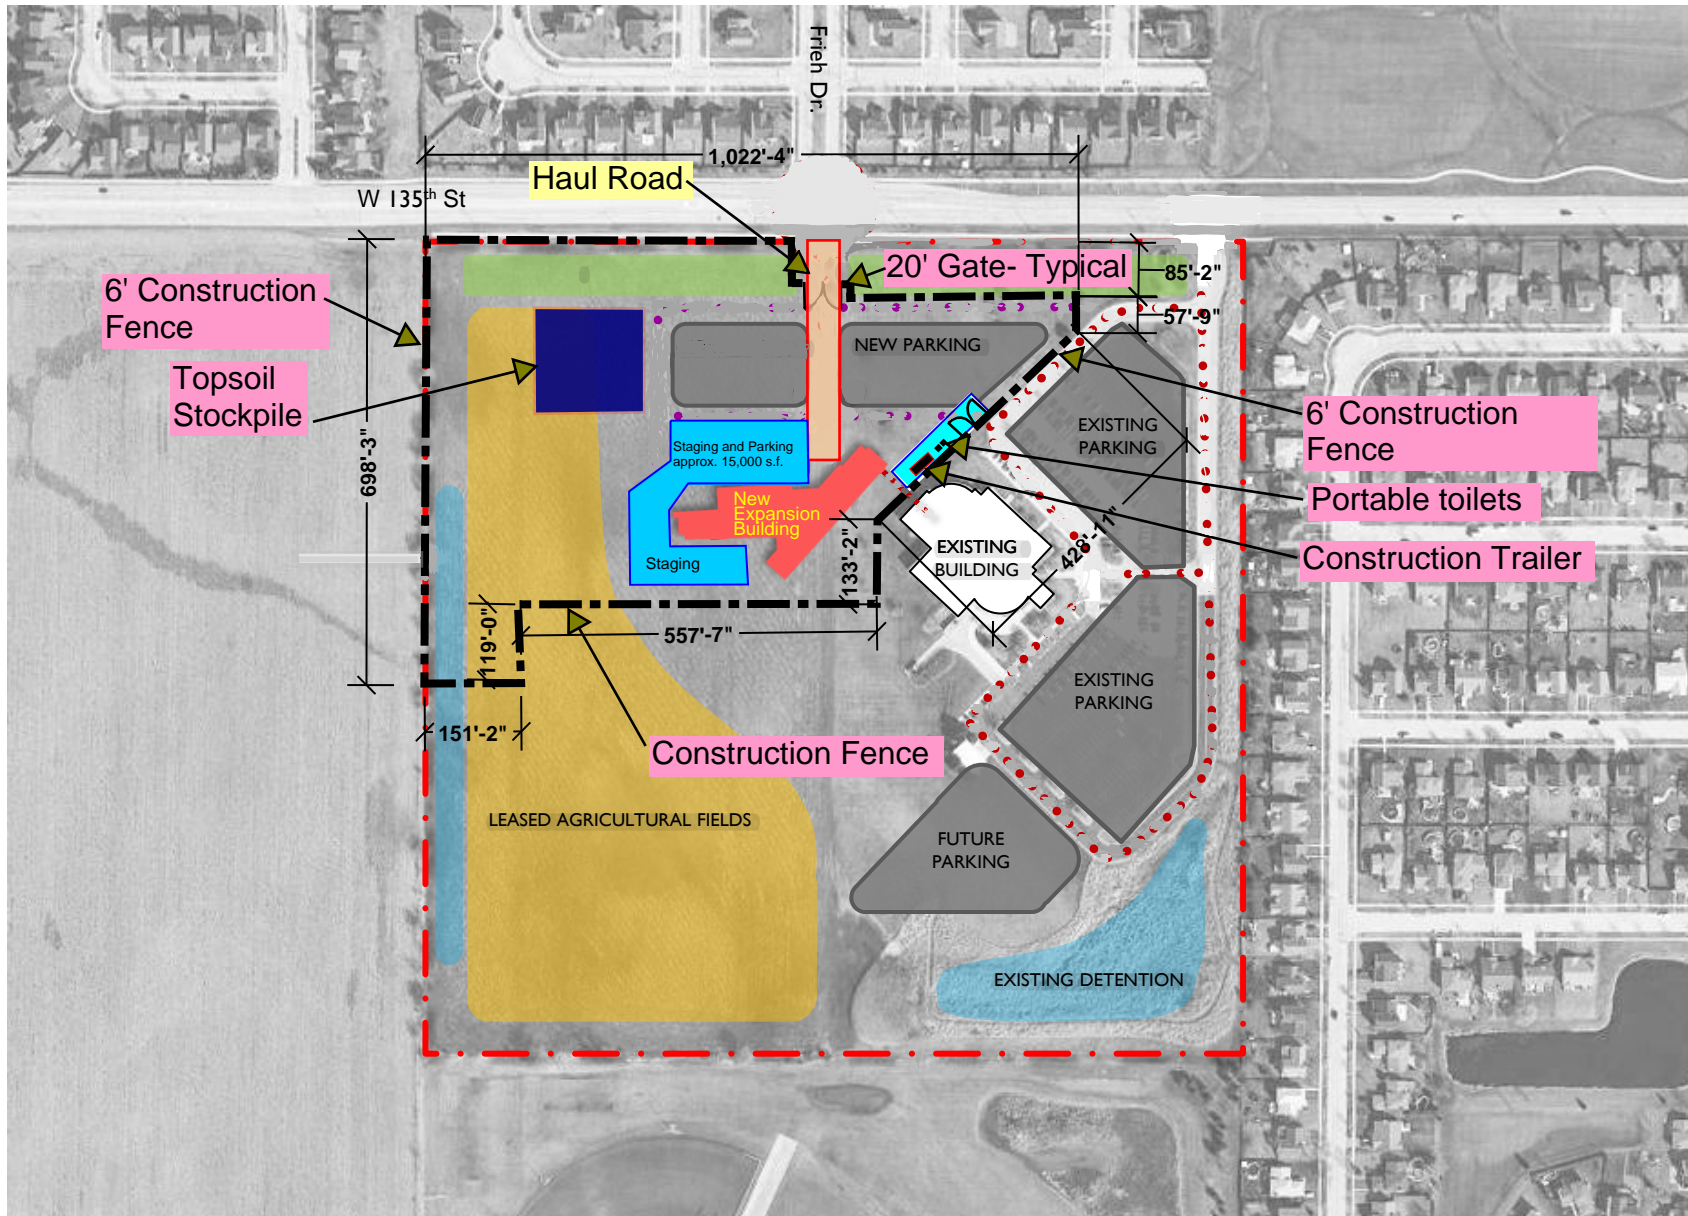 Frieh Dr.
1,022'-4"
Haul Road
W 135th St
20' Gate- Typical
85'-2"
6' Construction
Fence
57'-9"
NEW PARKING
Topsoil
Stockpile
6' Construction
Fence
EXISTING
PARKING
Staging and Parking
approx. 15,000 s.f.
698'-3"
Portable toilets
New
Expansion
Building
428'-11"
EXISTING
BUILDING
Construction Trailer
Staging
133'-2"
119'-0"
557'-7"
EXISTING
PARKING
151'-2"
Construction Fence
LEASED AGRICULTURAL FIELDS
FUTURE
PARKING
EXISTING DETENTION